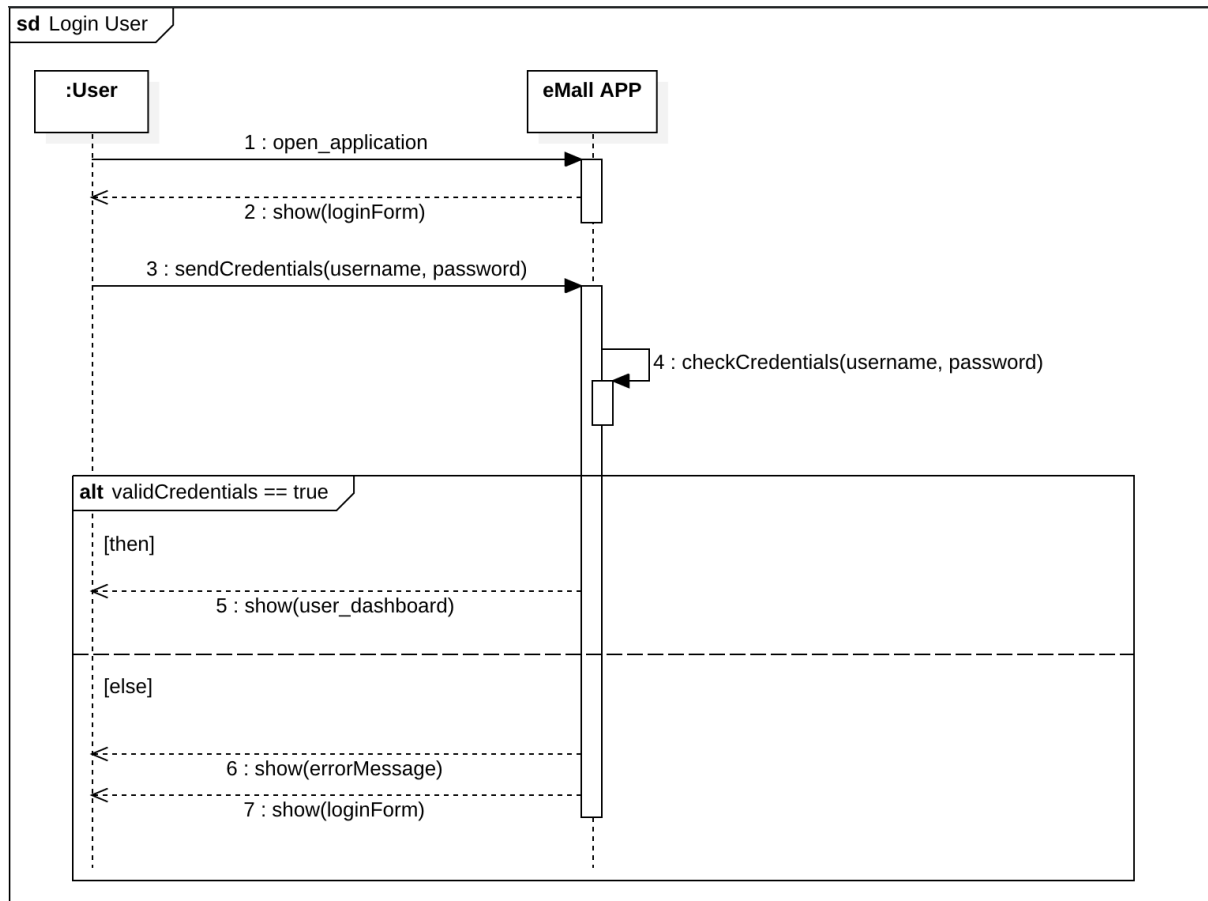 sd Login User
:User
eMall APP
1 : open_application
2 : show(loginForm)
3 : sendCredentials(username, password)
4 : checkCredentials(username, password)
alt validCredentials == true
[then]
5 : show(user_dashboard)
[else]
6 : show(errorMessage)
7 : show(loginForm)